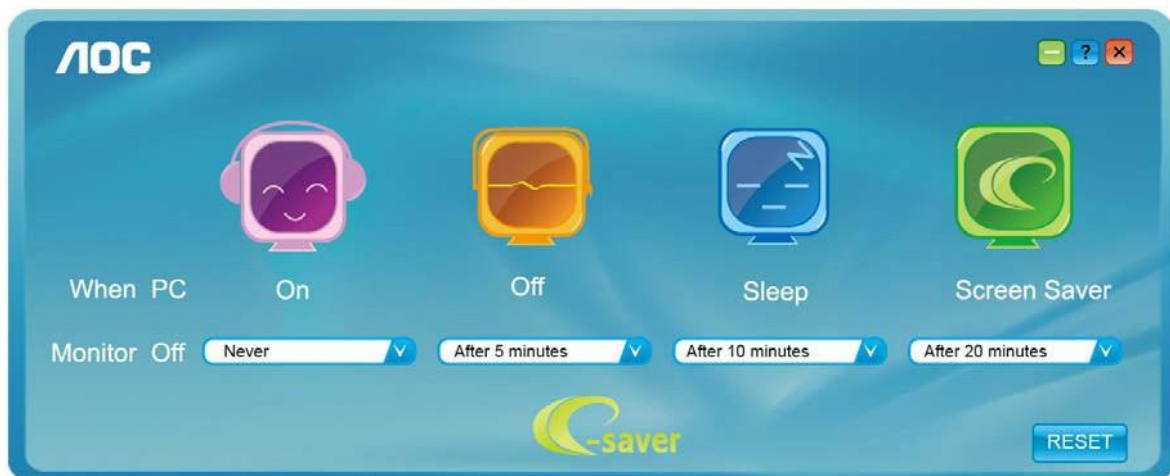 AOC
?
When PC On Off Sleep Screen Saver
Monitor Off Never After 5 minutes After 10 minutes After 20 minutes
e-saver
RESET